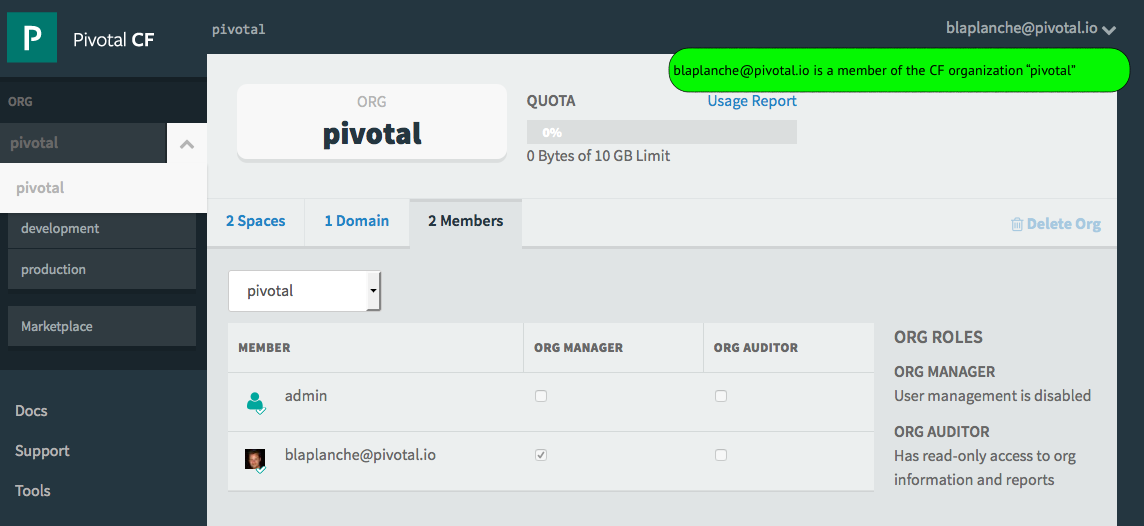 P Pivotal CF
pivotal
blaplanche@pivotal.io
blaplanche@pivotal.io is a member of the CF organization "pivotal"
ORG
pivotal
pivotal
development
production
Marketplace
Docs
Support
Tools
ORG
pivotal
QUOTA
Usage Report
0%
0 Bytes of 10 GB Limit
2 Spaces
1 Domain
2 Members
Delete Org
pivotal
MEMBER
ORG MANAGER
ORG AUDITOR
admin
blaplanche@pivotal.io
ORG ROLES
ORG MANAGER
User management is disabled
ORG AUDITOR
Has read-only access to org
information and reports